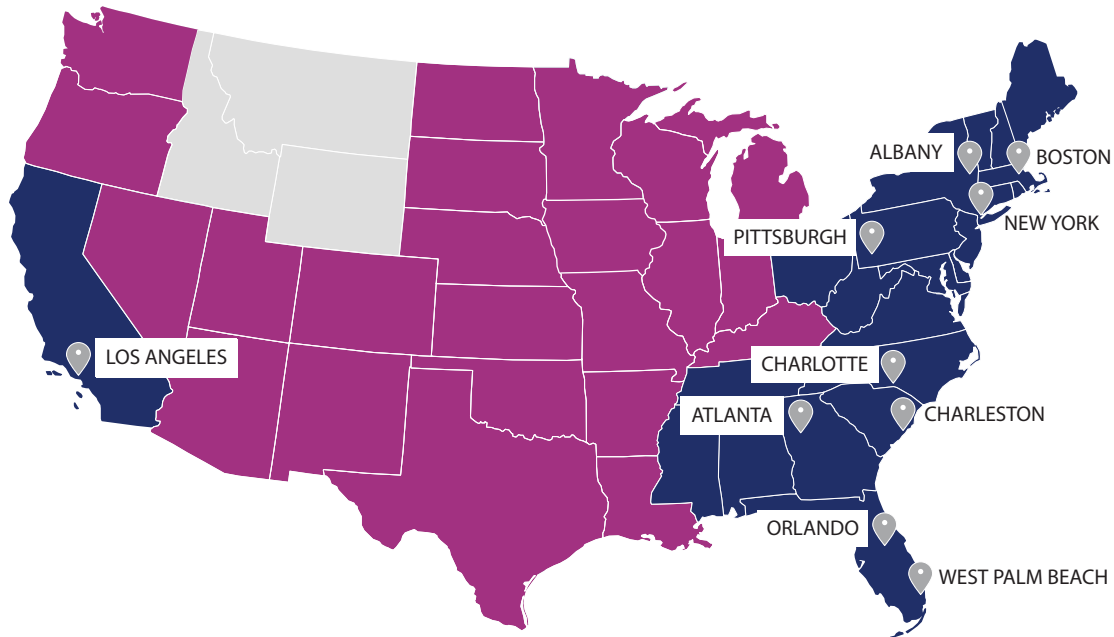 ALBANY
BOSTON
NEW YORK
PITTSBURGH
LOS ANGELES
CHARLOTTE
ATLANTA
CHARLESTON
ORLANDO
WEST PALM BEACH